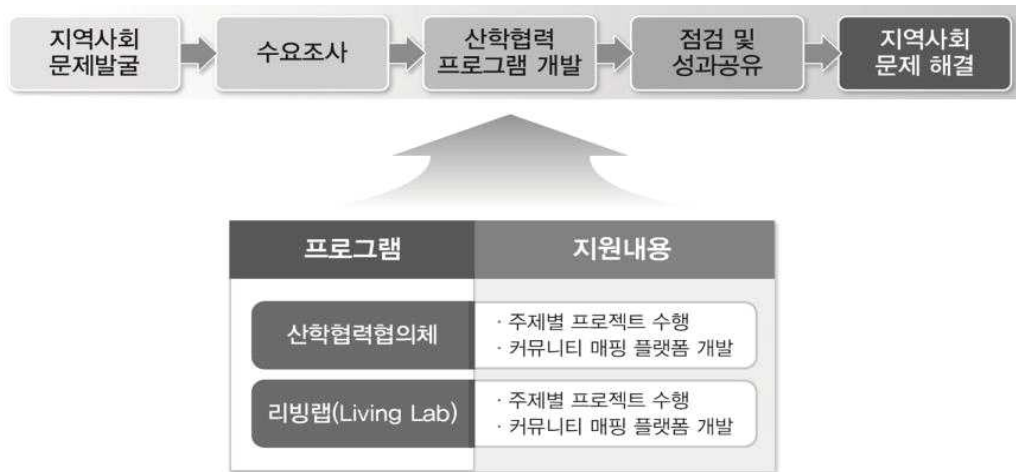 지역사회
문제발굴
수요조사
산학협력
프로그램 개발
점검 및
성과공유
지역사회
문제 해결
프로그램
지원내용
산학협력협의체
· 주제별 프로젝트 수행
· 커뮤니티 매핑 플랫폼 개발
리빙랩(Living Lab)
· 주제별 프로젝트 수행
· 커뮤니티 매핑 플랫폼 개발